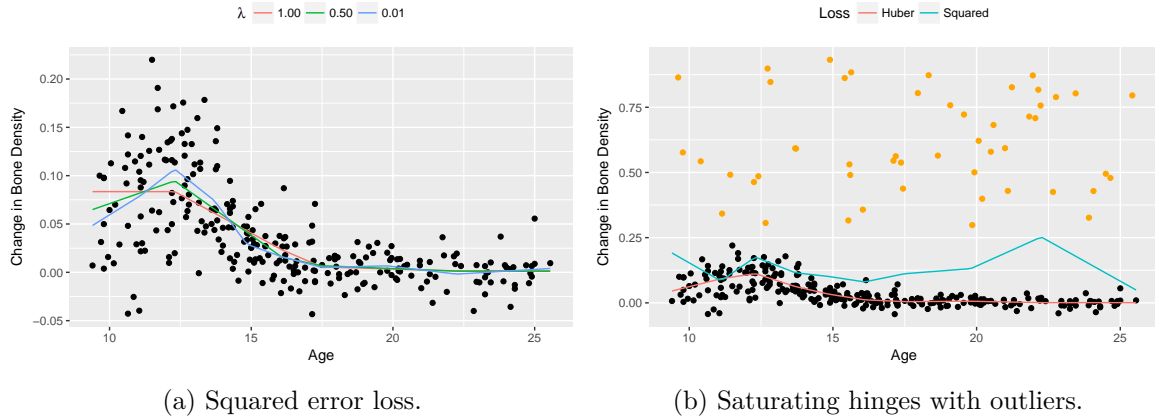 λ 1.00 0.50 0.01
Loss Huber Squared
0.20
0.15
0.10
0.05
0.00
−0.05
Change in Bone Density
10 15 20 25
Age
0.75
0.50
0.25
0.00
Change in Bone Density
10 15 20 25
Age
(a) Squared error loss.
(b) Saturating hinges with outliers.